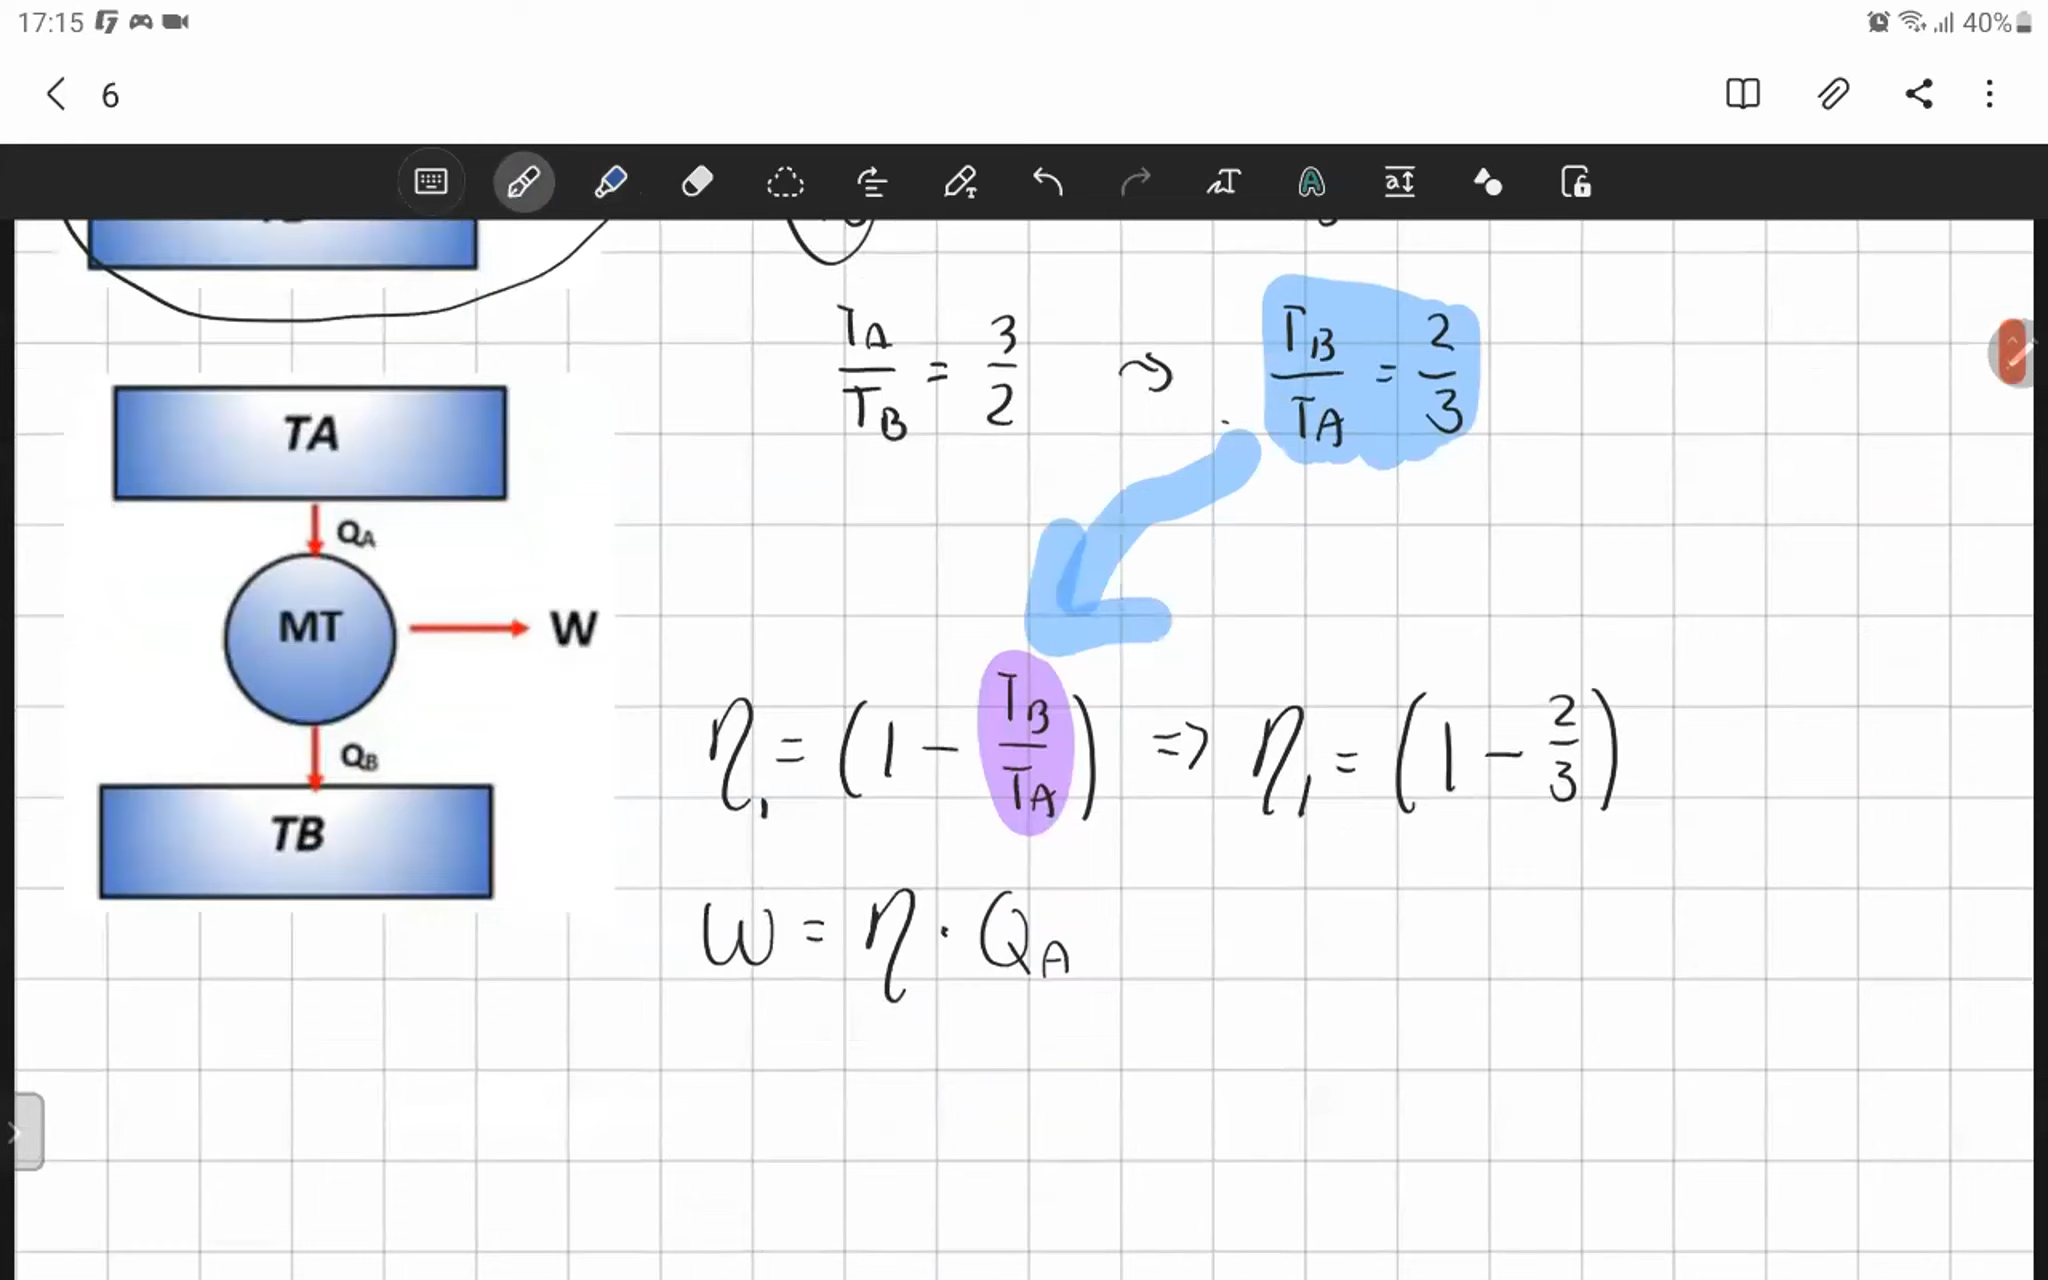 17:15 40%
6
TA/TB = 3/2 ⇝ TB/TA = 2/3
TA
QA
MT W
QB
TB
η₁ = (1 - TB/TA) => η₁ = (1 - 2/3)
W = η · QA